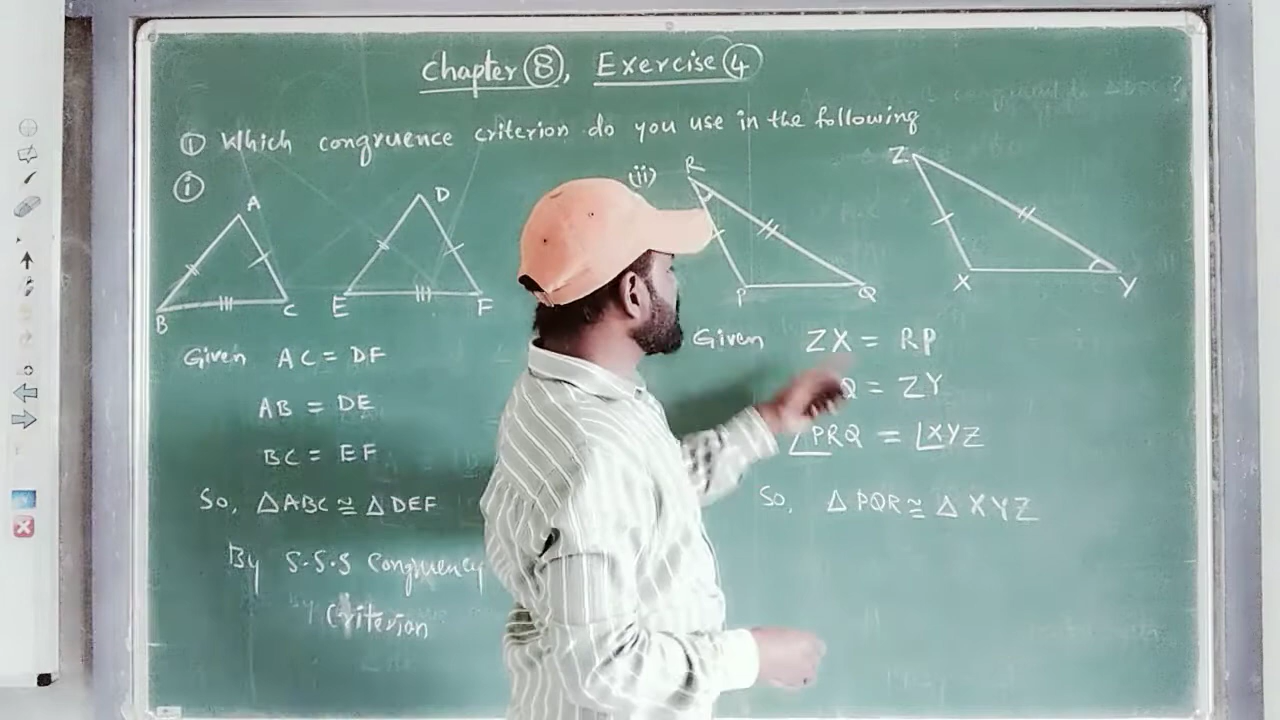 Chapter 8, Exercise 4
① Which congruence criterion do you use in the following
ⓘ
A
B
C
D
E
F
(ii)
R
P
Q
Z
X
Y
Given AC = DF
AB = DE
BC = EF
So, △ABC ≅ △DEF
By S.S.S Congruency
Criterion
Given ZX = RP
Q = ZY
∠PRQ = ∠XYZ
So, △PQR ≅ △XYZ